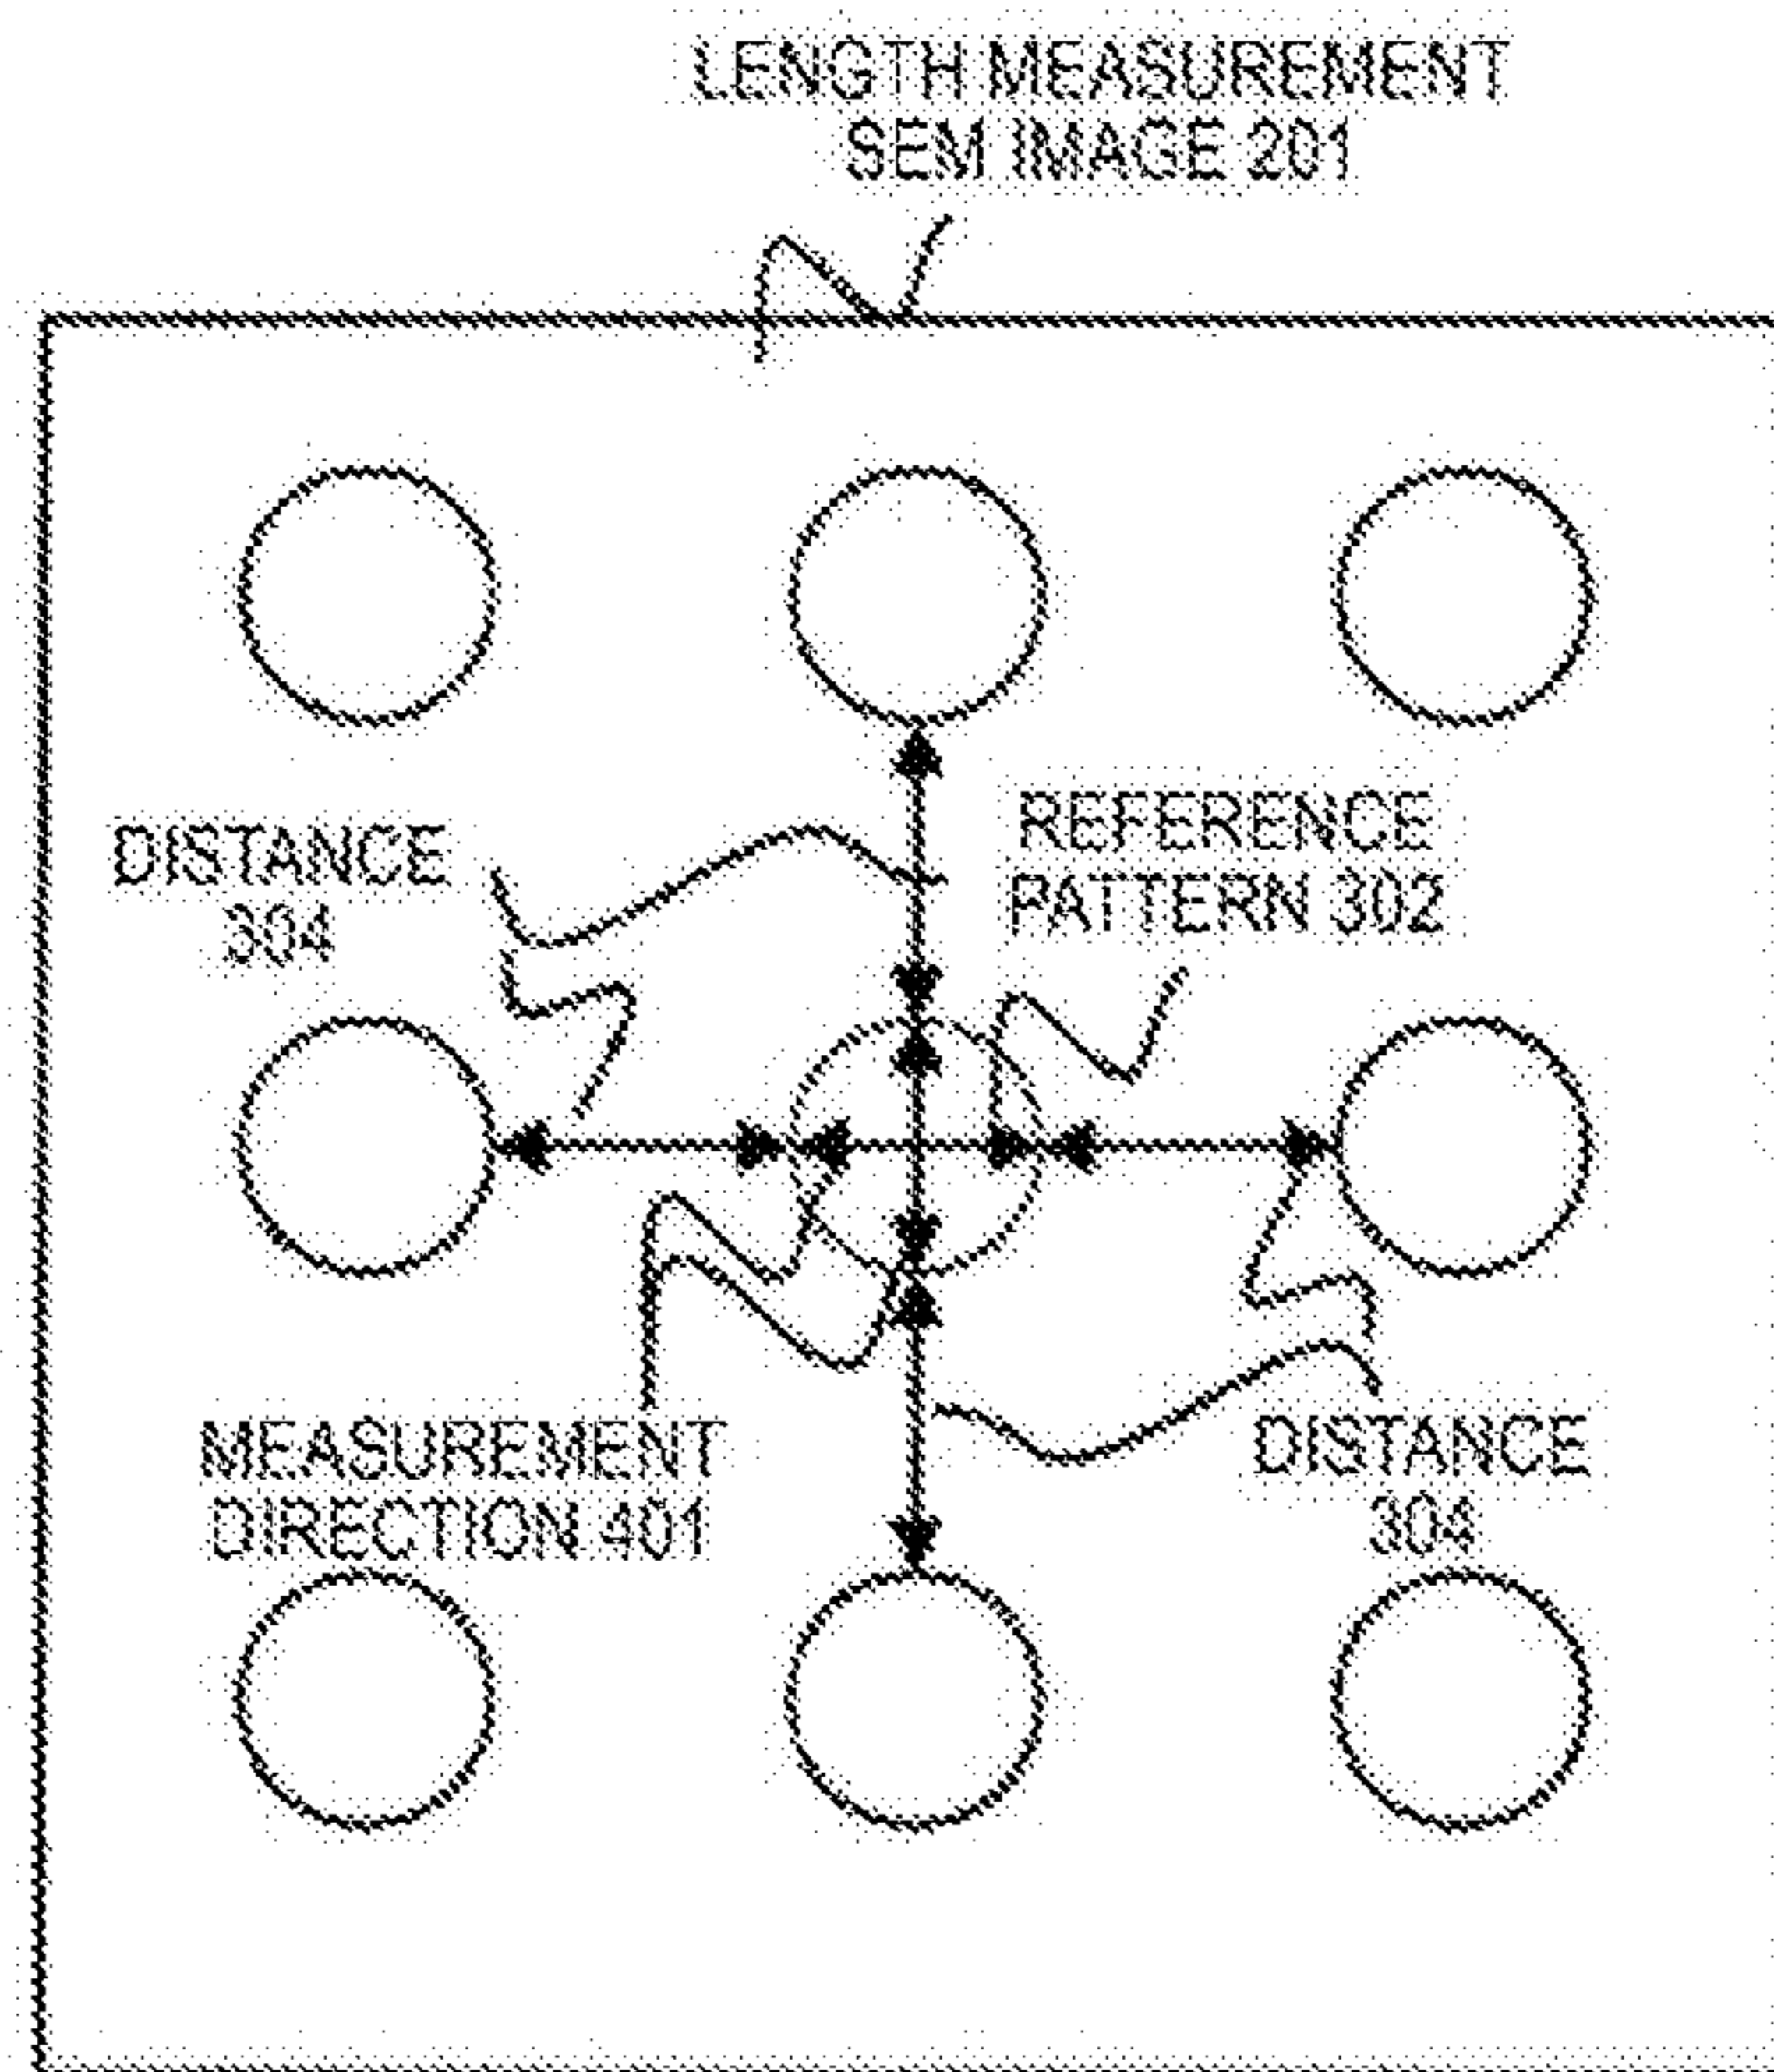 LENGTH MEASUREMENT
SEM IMAGE 201
DISTANCE
304
REFERENCE
PATTERN 302
MEASUREMENT
DIRECTION 401
DISTANCE
304